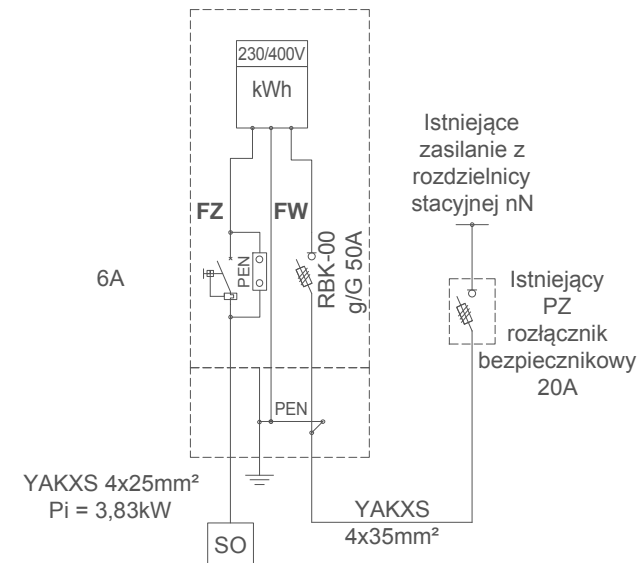 230/400V
kWh
FZ
FW
PEN
RBK-00
g/G 50A
6A
PEN
YAKXS 4x25mm²
Pi = 3,83kW
SO
Istniejące
zasilanie z
rozdzielnicy
stacyjnej nN
Istniejący
PZ
rozłącznik
bezpiecznikowy
20A
YAKXS
4x35mm²